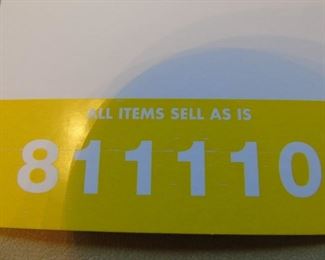 ALL ITEMS SELL AS IS
811110